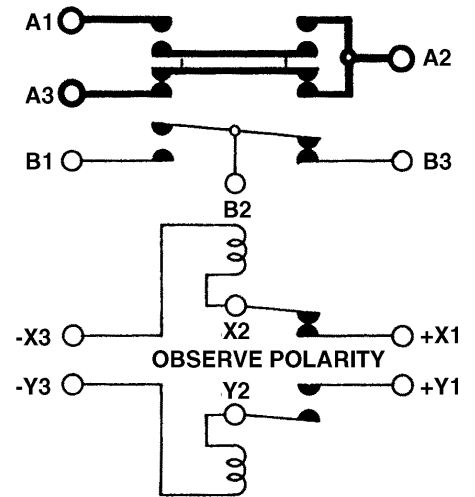 A1
A2
A3
B1
B3
B2
-X3
X2
+X1
OBSERVE POLARITY
-Y3
Y2
+Y1